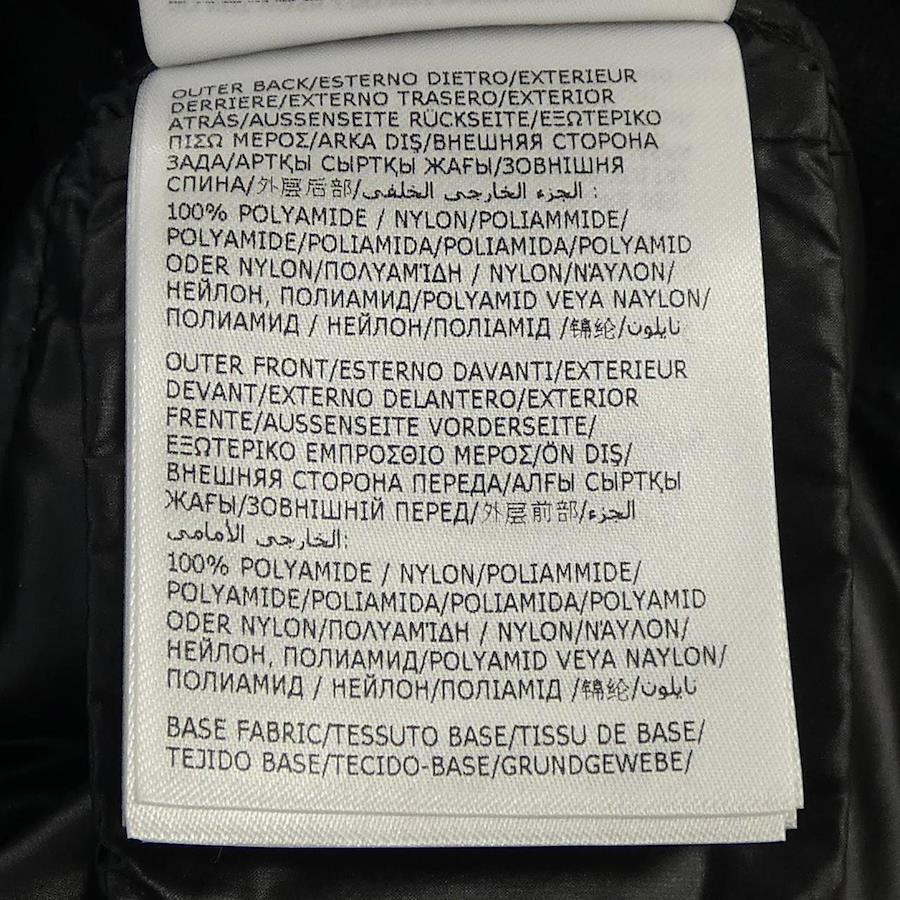 OUTER BACK/ESTERNO DIETRO/EXTERIEUR
DERRIERE/EXTERNO TRASERO/EXTERIOR
ATRÁS/AUSSENSEITE RÜCKSEITE/ΕΞΩΤΕΡΙΚΟ
ΠΙΣΩ ΜΕΡΟΣ/ARKA DIŞ/ВНЕШНЯЯ СТОРОНА
ЗАДА/АРТҚЫ СЫРТҚЫ ЖАҒЫ/ЗОВНІШНЯ
СПИНА/外层后部/الجزء الخارجي الخلفي :
100% POLYAMIDE / NYLON/POLIAMMIDE/
POLYAMIDE/POLIAMIDA/POLIAMIDA/POLYAMID
ODER NYLON/ΠΟΛΥΑΜΊΔΗ / NYLON/ΝΆΥΛΟΝ/
НЕЙЛОН, ПОЛИАМИД/POLYAMID VEYA NAYLON/
ПОЛИАМИД / НЕЙЛОН/ПОЛІАМІД /锦纶/نايلون
OUTER FRONT/ESTERNO DAVANTI/EXTERIEUR
DEVANT/EXTERNO DELANTERO/EXTERIOR
FRENTE/AUSSENSEITE VORDERSEITE/
ΕΞΩΤΕΡΙΚΟ ΕΜΠΡΟΣΘΙΟ ΜΕΡΟΣ/ÖN DIŞ/
ВНЕШНЯЯ СТОРОНА ПЕРЕДА/АЛҒЫ СЫРТҚЫ
ЖАҒЫ/ЗОВНІШНІЙ ПЕРЕД/外层前部/الجزء
الخارجي الأمامي:
100% POLYAMIDE / NYLON/POLIAMMIDE/
POLYAMIDE/POLIAMIDA/POLIAMIDA/POLYAMID
ODER NYLON/ΠΟΛΥΑΜΊΔΗ / NYLON/ΝΆΥΛΟΝ/
НЕЙЛОН, ПОЛИАМИД/POLYAMID VEYA NAYLON/
ПОЛИАМИД / НЕЙЛОН/ПОЛІАМІД /锦纶/نايلون
BASE FABRIC/TESSUTO BASE/TISSU DE BASE/
TEJIDO BASE/TECIDO-BASE/GRUNDGEWEBE/